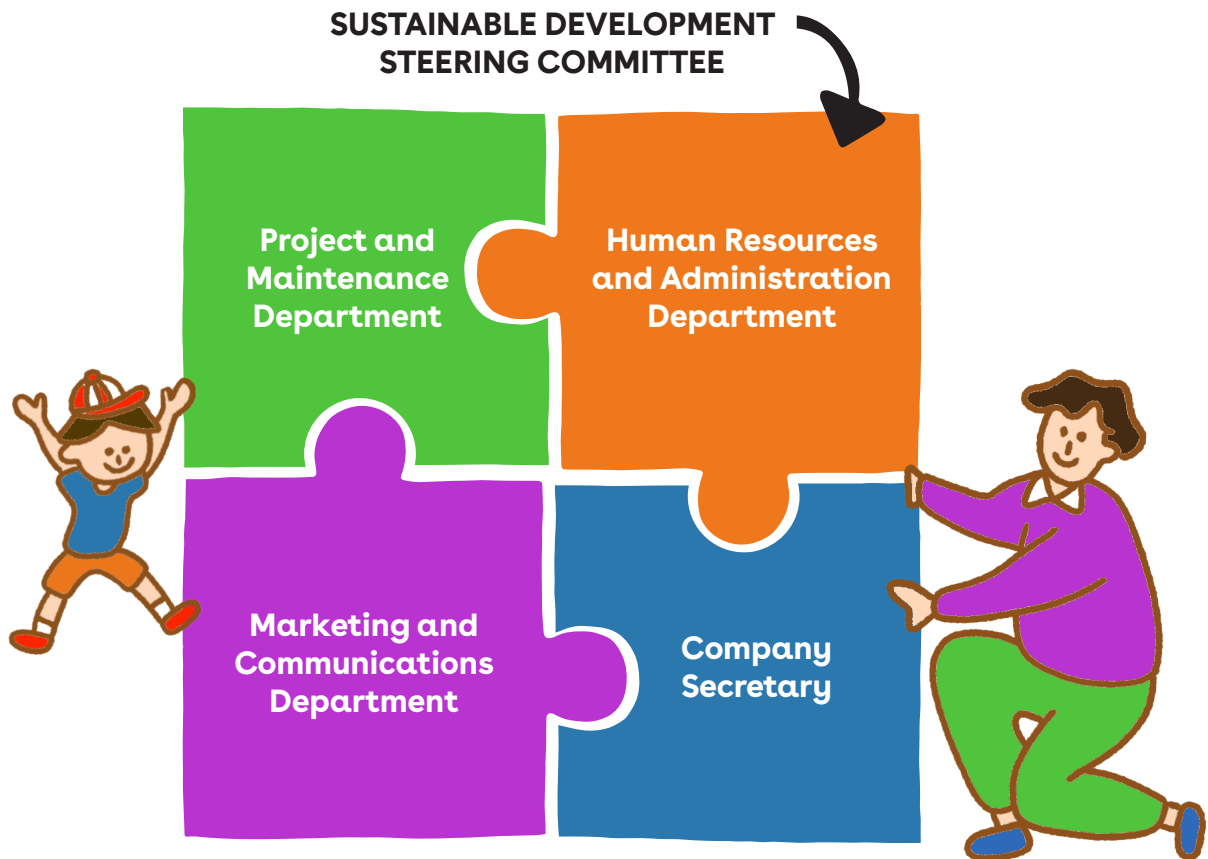 SUSTAINABLE DEVELOPMENT
STEERING COMMITTEE
Project and
Maintenance
Department
Human Resources
and Administration
Department
Marketing and
Communications
Department
Company
Secretary